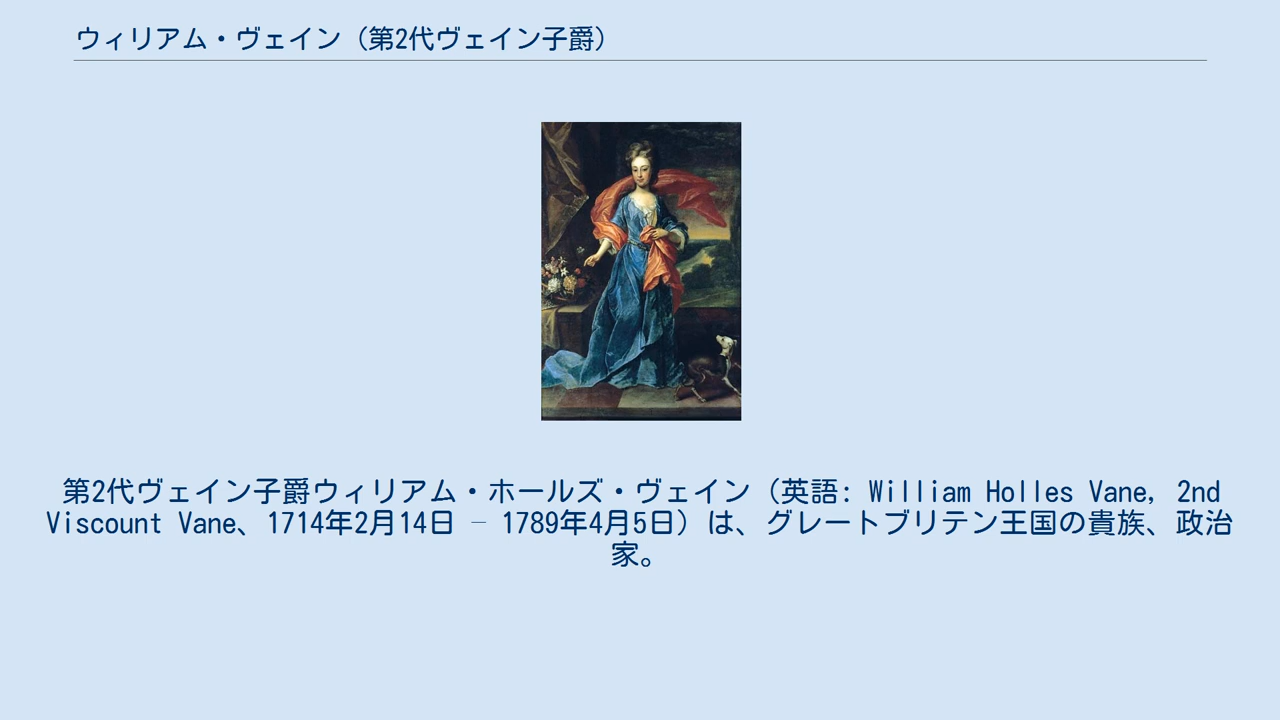 ウィリアム・ヴェイン（第2代ヴェイン子爵）
第2代ヴェイン子爵ウィリアム・ホールズ・ヴェイン（英語: William Holles Vane, 2nd
Viscount Vane、1714年2月14日 – 1789年4月5日）は、グレートブリテン王国の貴族、政治
家。